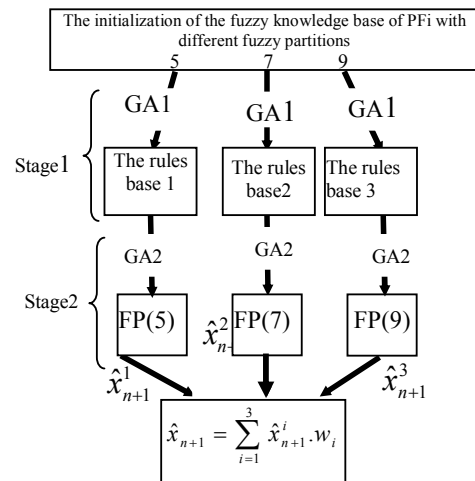 The initialization of the fuzzy knowledge base of PFi with
different fuzzy partitions
5 7 9
GA1 GA1 GA1
Stage1
The rules base 1
The rules base2
The rules base 3
GA2 GA2 GA2
Stage2
FP(5) FP(7) FP(9)
x̂¹ₙ₊₁ x̂²ₙ₋ x̂³ₙ₊₁
x̂ₙ₊₁ = ∑³ᵢ₌₁ x̂ⁱₙ₊₁.wᵢ